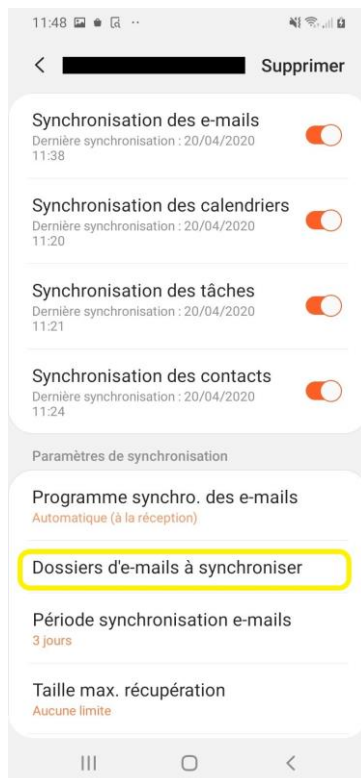 11:48
Supprimer
Synchronisation des e-mails
Dernière synchronisation : 20/04/2020
11:38
Synchronisation des calendriers
Dernière synchronisation : 20/04/2020
11:20
Synchronisation des tâches
Dernière synchronisation : 20/04/2020
11:21
Synchronisation des contacts
Dernière synchronisation : 20/04/2020
11:24
Paramètres de synchronisation
Programme synchro. des e-mails
Automatique (à la réception)
Dossiers d'e-mails à synchroniser
Période synchronisation e-mails
3 jours
Taille max. récupération
Aucune limite